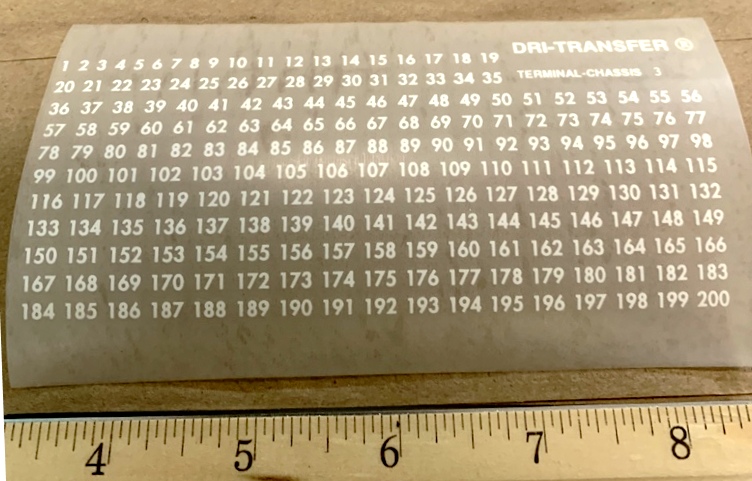 1 2 3 4 5 6 7 8 9 10 11 12 13 14 15 16 17 18 19 DRI-TRANSFER ®
20 21 22 23 24 25 26 27 28 29 30 31 32 33 34 35 TERMINAL-CHASSIS 3
36 37 38 39 40 41 42 43 44 45 46 47 48 49 50 51 52 53 54 55 56
57 58 59 60 61 62 63 64 65 66 67 68 69 70 71 72 73 74 75 76 77
78 79 80 81 82 83 84 85 86 87 88 89 90 91 92 93 94 95 96 97 98
99 100 101 102 103 104 105 106 107 108 109 110 111 112 113 114 115
116 117 118 119 120 121 122 123 124 125 126 127 128 129 130 131 132
133 134 135 136 137 138 139 140 141 142 143 144 145 146 147 148 149
150 151 152 153 154 155 156 157 158 159 160 161 162 163 164 165 166
167 168 169 170 171 172 173 174 175 176 177 178 179 180 181 182 183
184 185 186 187 188 189 190 191 192 193 194 195 196 197 198 199 200
4 5 6 7 8